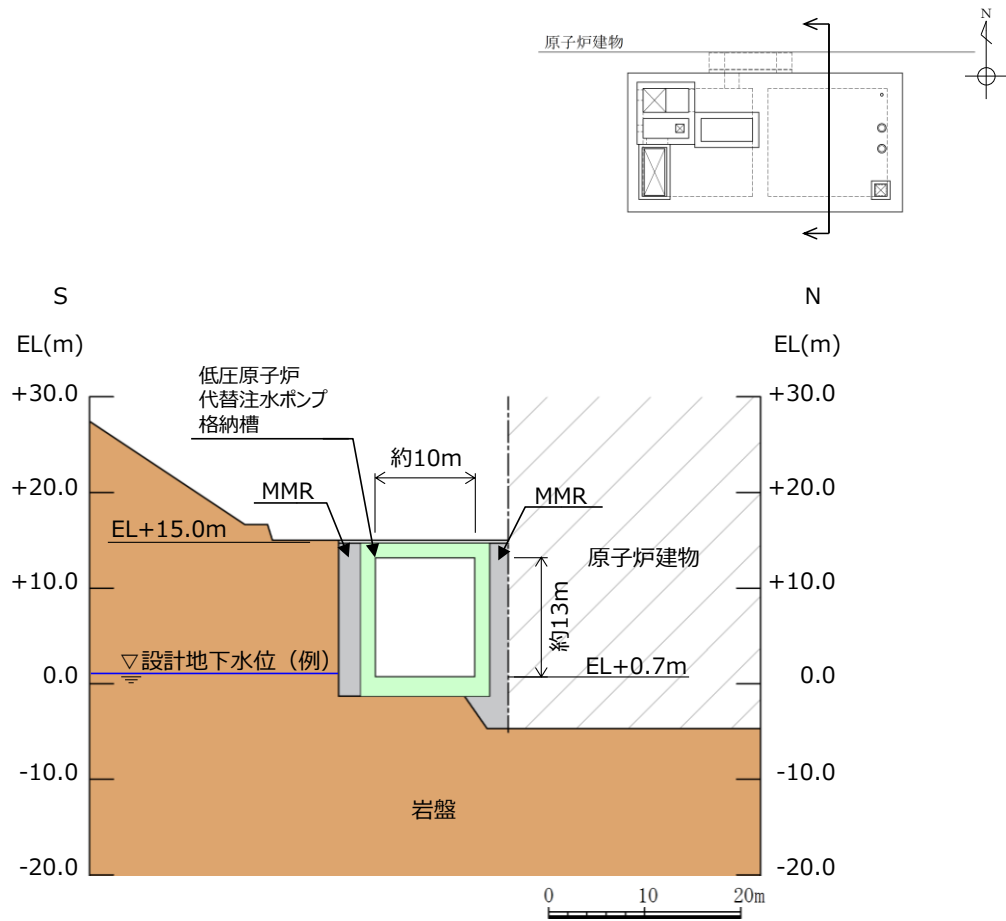 N
原子炉建物
S
N
EL(m)
EL(m)
低圧原子炉
代替注水ポンプ
格納槽
+30.0
+30.0
約10m
+20.0
MMR
MMR
+20.0
EL+15.0m
原子炉建物
+10.0
約13m
+10.0
▽設計地下水位（例）
EL+0.7m
0.0
0.0
-10.0
-10.0
岩盤
-20.0
-20.0
0 10 20m